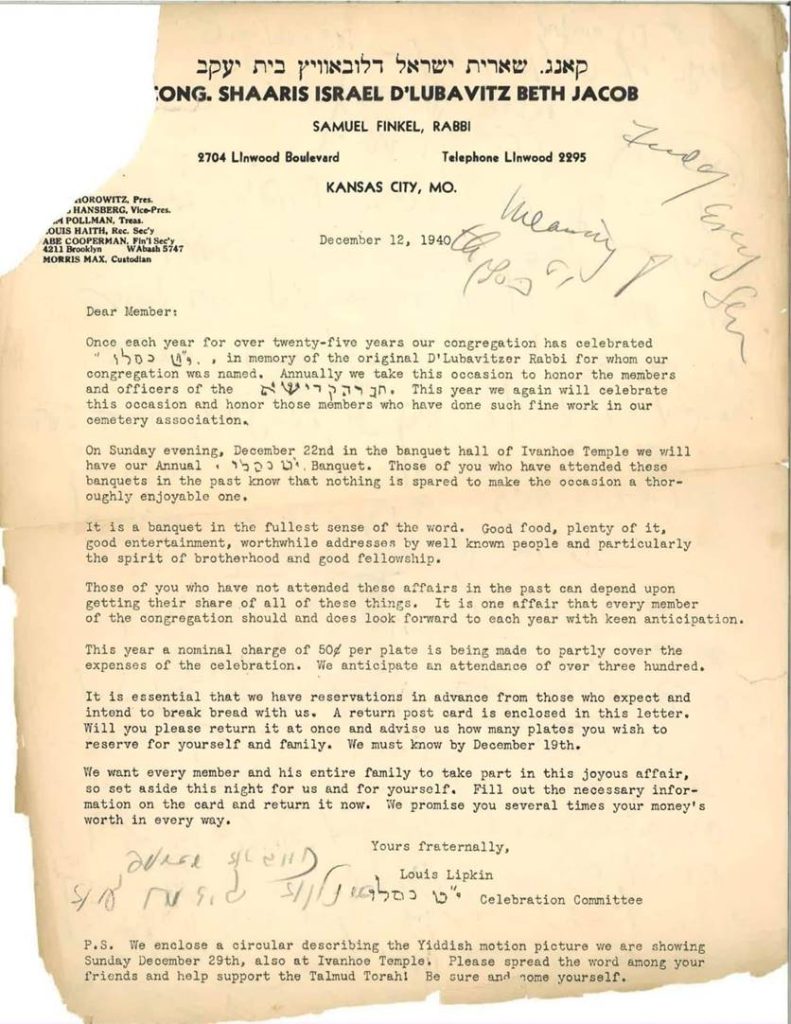 קאנג. שארית ישראל דלובאוויץ בית יעקב
CONG. SHAARIS ISRAEL D'LUBAVITZ BETH JACOB
SAMUEL FINKEL, RABBI
2704 Linwood Boulevard Telephone Linwood 2295
KANSAS CITY, MO.
HOROWITZ, Pres.
HANSBERG, Vice-Pres.
POLLMAN, Treas.
LOUIS HAITH, Rec. Sec'y
ABE COOPERMAN, Fin'l Sec'y
4211 Brooklyn WAbash 5747
MORRIS MAX, Custodian
December 12, 1940
Meaning of
Dear Member:
Once each year for over twenty-five years our congregation has celebrated
" י"ט כסלו ", in memory of the original D'Lubavitzer Rabbi for whom our
congregation was named. Annually we take this occasion to honor the members
and officers of the חברה קדישא. This year we again will celebrate
this occasion and honor those members who have done such fine work in our
cemetery association.
On Sunday evening, December 22nd in the banquet hall of Ivanhoe Temple we will
have our Annual י"ט כסלו Banquet. Those of you who have attended these
banquets in the past know that nothing is spared to make the occasion a thor-
oughly enjoyable one.
It is a banquet in the fullest sense of the word. Good food, plenty of it,
good entertainment, worthwhile addresses by well known people and particularly
the spirit of brotherhood and good fellowship.
Those of you who have not attended these affairs in the past can depend upon
getting their share of all of these things. It is one affair that every member
of the congregation should and does look forward to each year with keen anticipation.
This year a nominal charge of 50¢ per plate is being made to partly cover the
expenses of the celebration. We anticipate an attendance of over three hundred.
It is essential that we have reservations in advance from those who expect and
intend to break bread with us. A return post card is enclosed in this letter.
Will you please return it at once and advise us how many plates you wish to
reserve for yourself and family. We must know by December 19th.
We want every member and his entire family to take part in this joyous affair,
so set aside this night for us and for yourself. Fill out the necessary infor-
mation on the card and return it now. We promise you several times your money's
worth in every way.
Yours fraternally,
Louis Lipkin
י"ט כסלו Celebration Committee
P.S. We enclose a circular describing the Yiddish motion picture we are showing
Sunday December 29th, also at Ivanhoe Temple. Please spread the word among your
friends and help support the Talmud Torah! Be sure and come yourself.